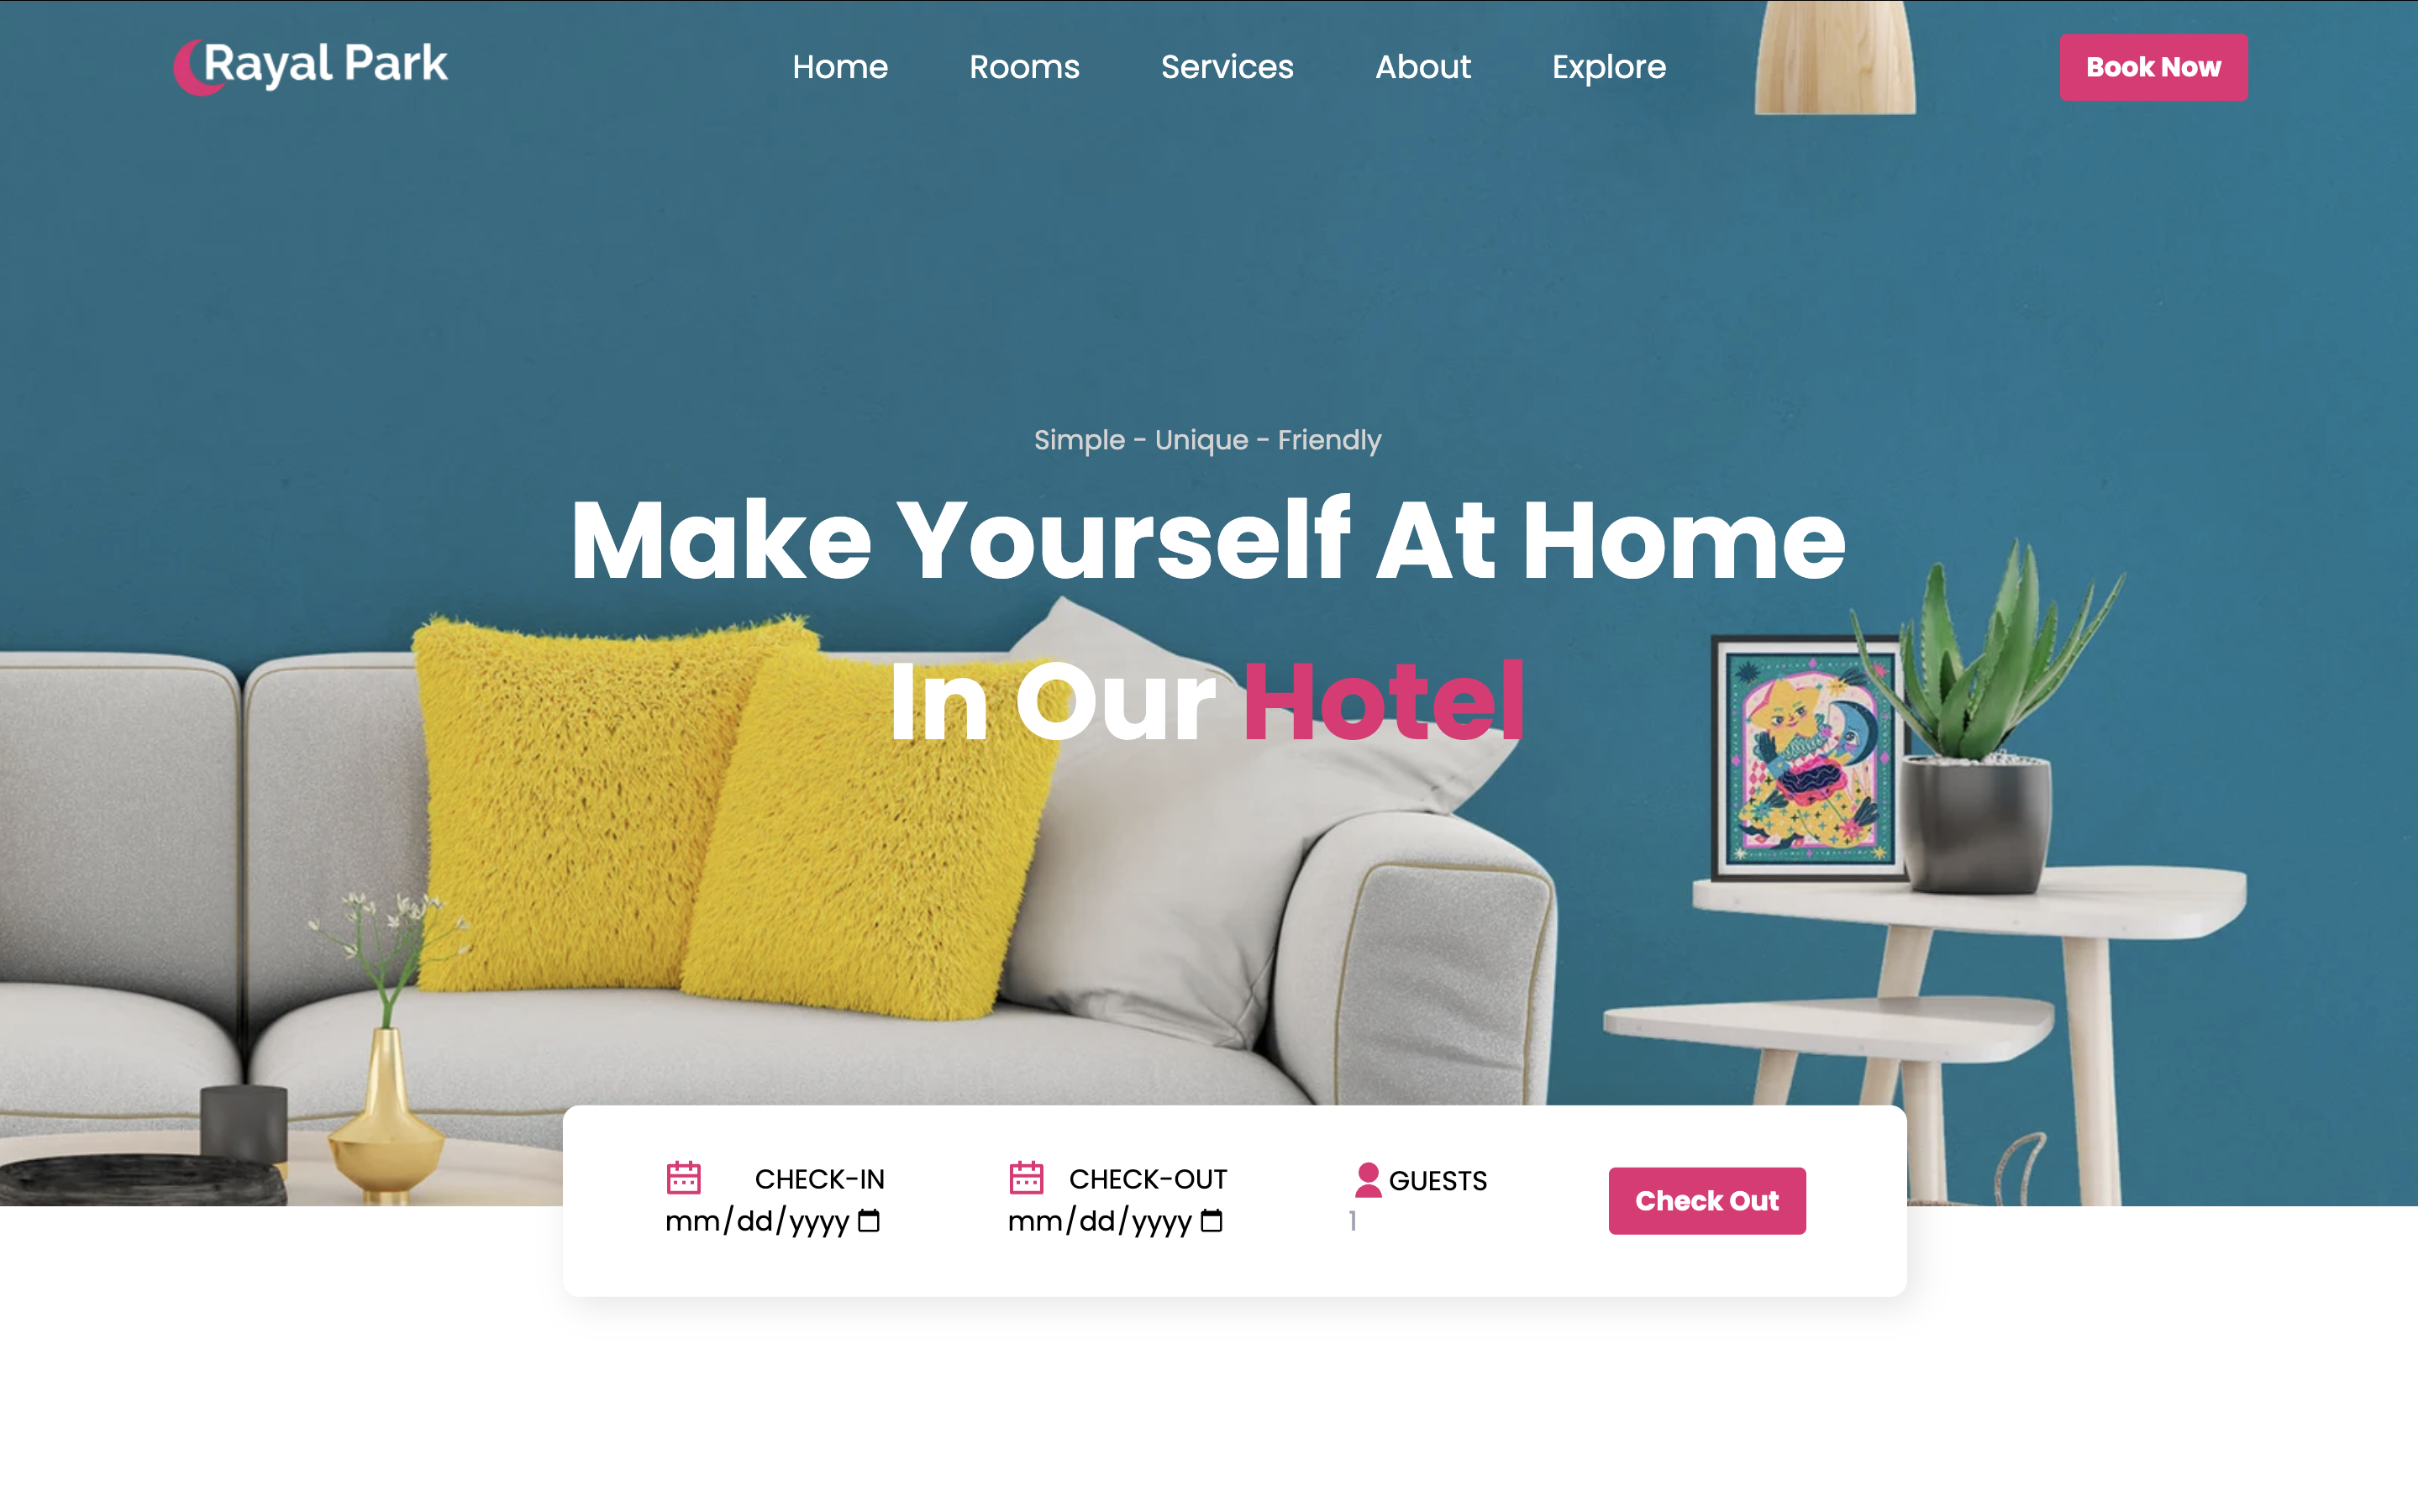 Rayal Park
Home Rooms Services About Explore
Book Now
Simple - Unique - Friendly
Make Yourself At Home
In Our Hotel
CHECK-IN
mm/dd/yyyy
CHECK-OUT
mm/dd/yyyy
GUESTS
1
Check Out